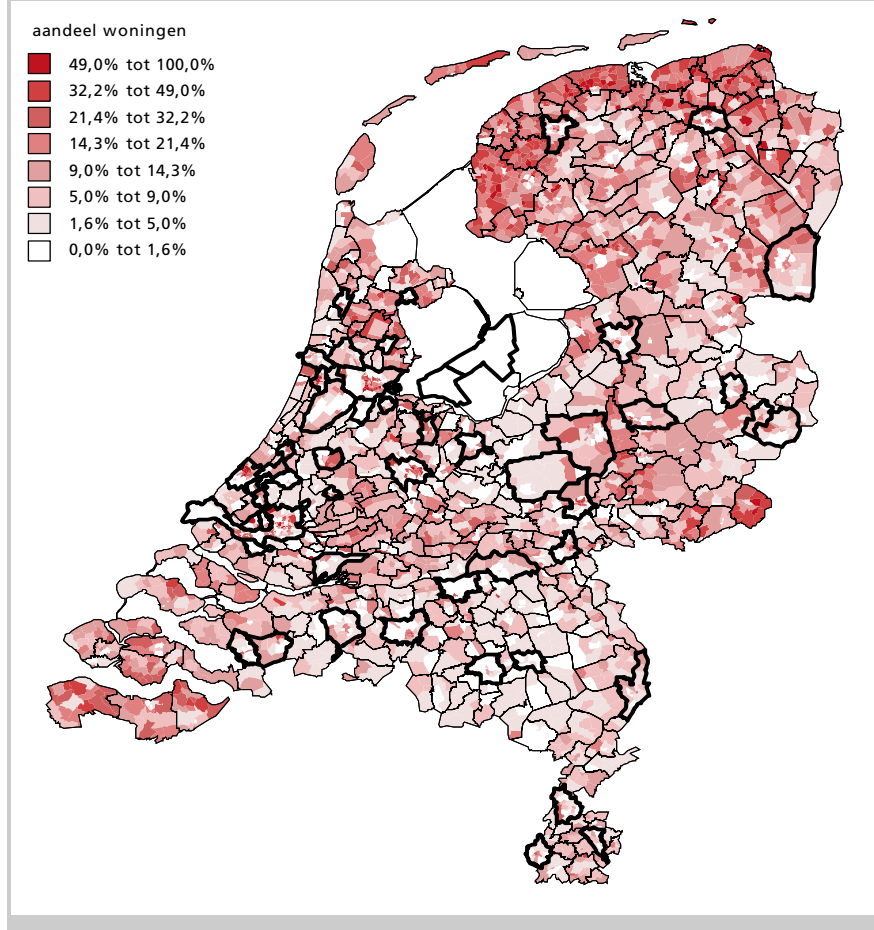 aandeel woningen
49,0% tot 100,0%
32,2% tot 49,0%
21,4% tot 32,2%
14,3% tot 21,4%
9,0% tot 14,3%
5,0% tot 9,0%
1,6% tot 5,0%
0,0% tot 1,6%